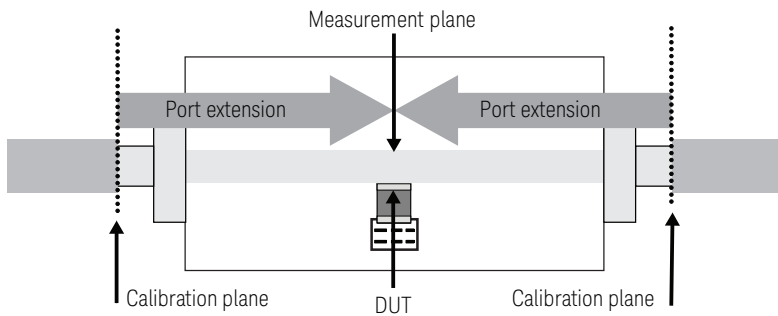 Measurement plane
Port extension
Port extension
Calibration plane
DUT
Calibration plane